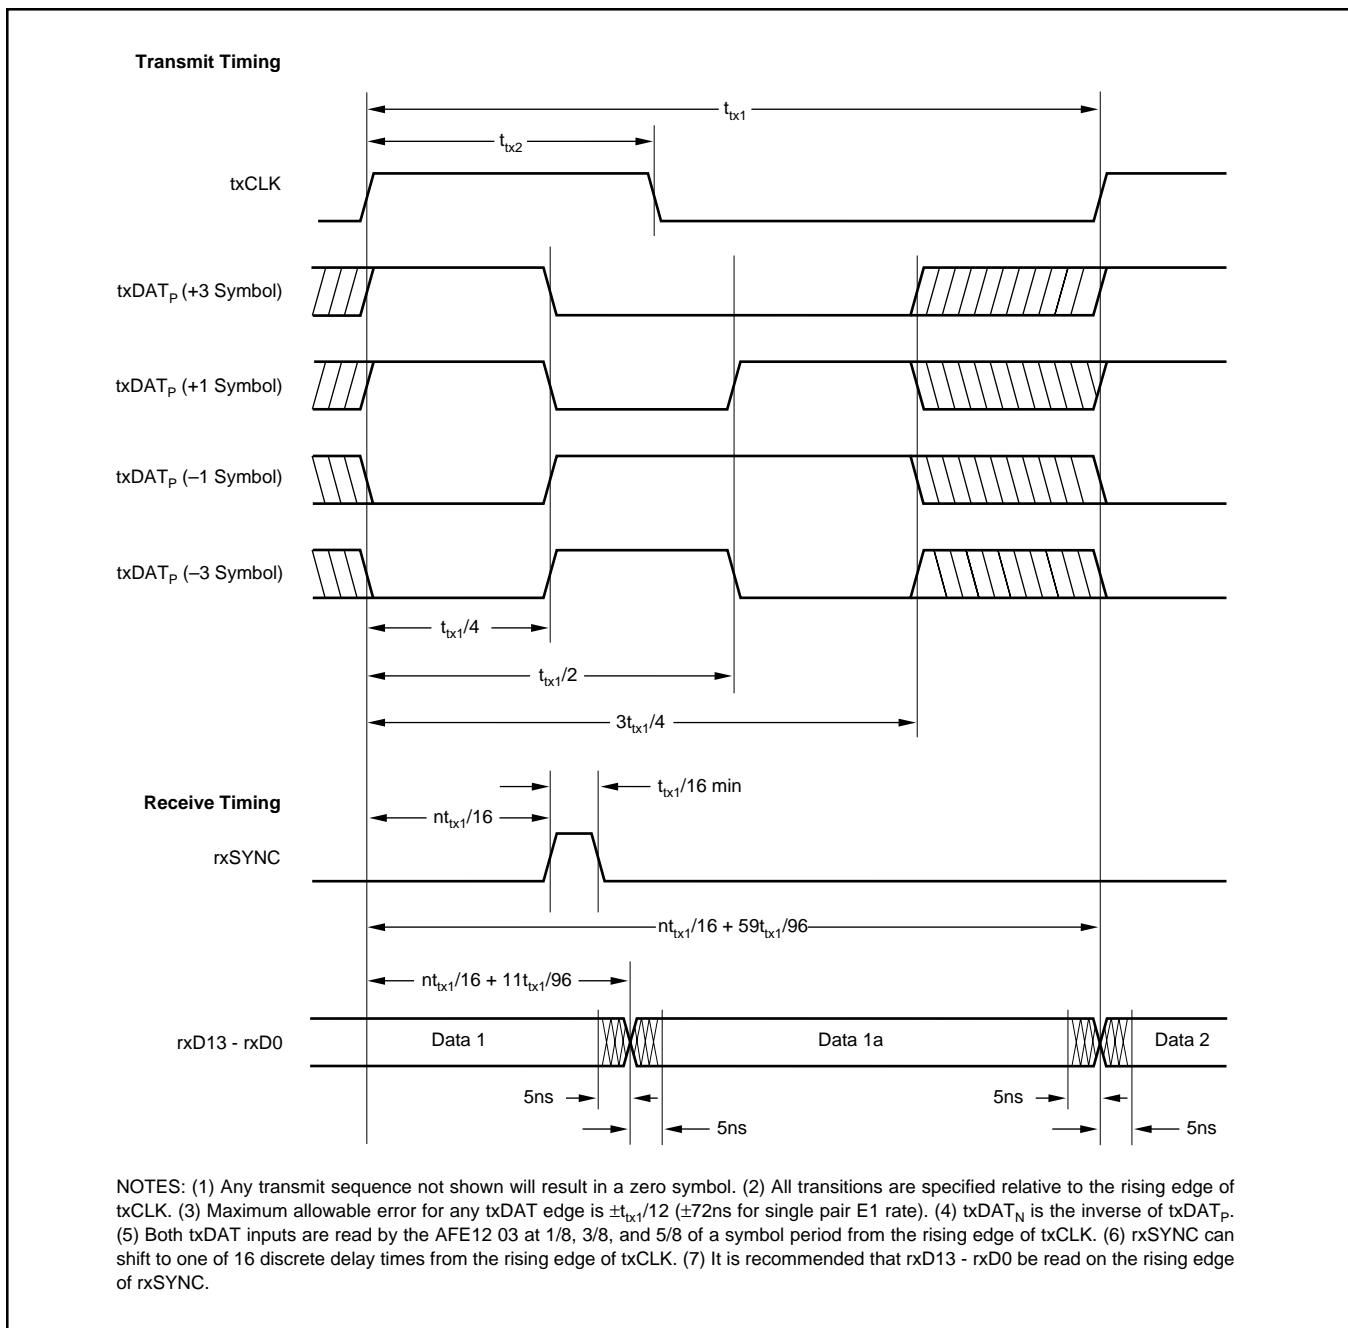 Transmit Timing
t_tx1
t_tx2
txCLK
txDAT_P (+3 Symbol)
txDAT_P (+1 Symbol)
txDAT_P (–1 Symbol)
txDAT_P (–3 Symbol)
t_tx1/4
t_tx1/2
3t_tx1/4
t_tx1/16 min
Receive Timing
nt_tx1/16
rxSYNC
nt_tx1/16 + 59t_tx1/96
nt_tx1/16 + 11t_tx1/96
rxD13 - rxD0
Data 1
Data 1a
Data 2
5ns
5ns
5ns
5ns
NOTES: (1) Any transmit sequence not shown will result in a zero symbol. (2) All transitions are specified relative to the rising edge of
txCLK. (3) Maximum allowable error for any txDAT edge is ±t_tx1/12 (±72ns for single pair E1 rate). (4) txDAT_N is the inverse of txDAT_P.
(5) Both txDAT inputs are read by the AFE12 03 at 1/8, 3/8, and 5/8 of a symbol period from the rising edge of txCLK. (6) rxSYNC can
shift to one of 16 discrete delay times from the rising edge of txCLK. (7) It is recommended that rxD13 - rxD0 be read on the rising edge
of rxSYNC.